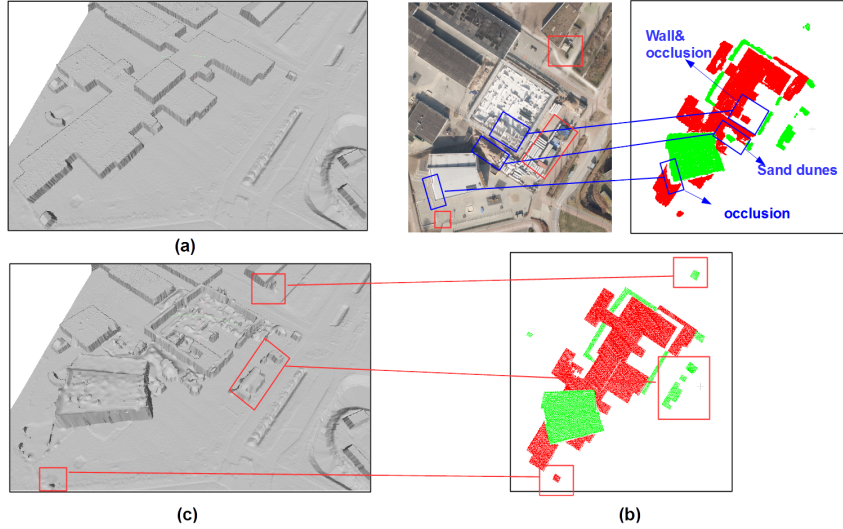 Wall&
occlusion
Sand dunes
occlusion
(a)
(c)
(b)